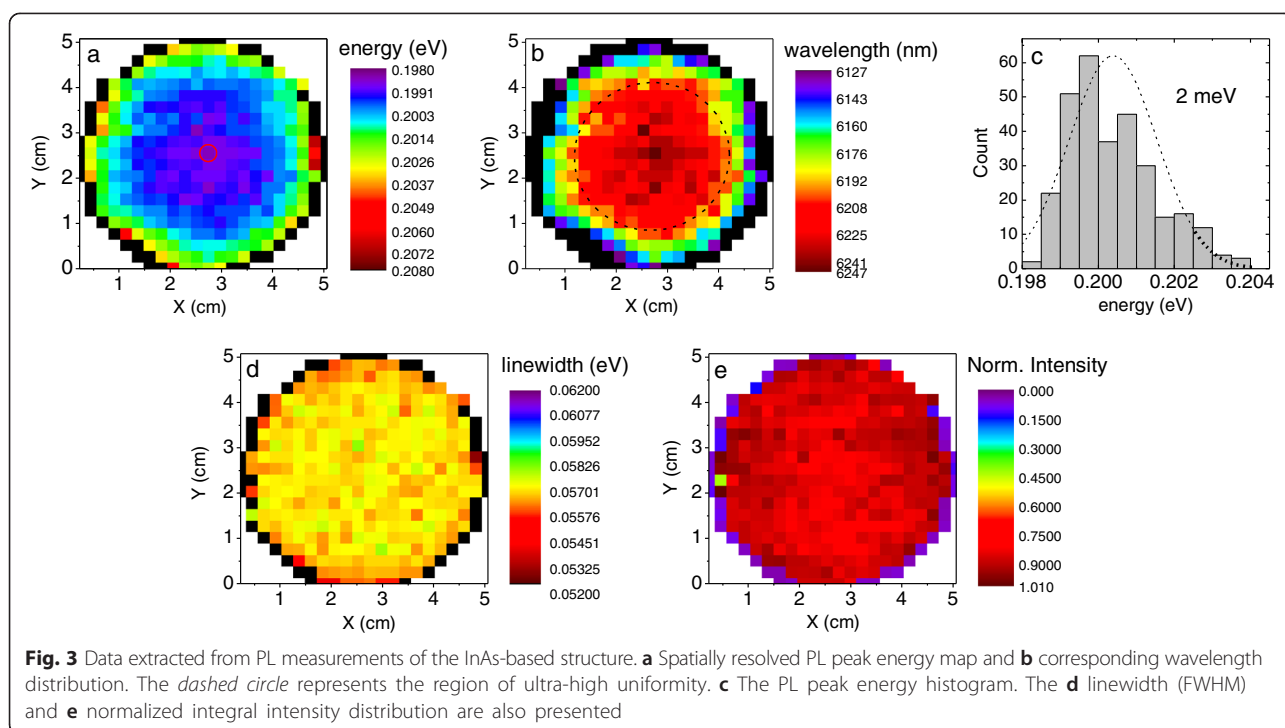 a
energy (eV)
0.1980
0.1991
0.2003
0.2014
0.2026
0.2037
0.2049
0.2060
0.2072
0.2080
5
4
3
2
1
0
Y (cm)
1 2 3 4 5
X (cm)
b
wavelength (nm)
6127
6143
6160
6176
6192
6208
6225
6241
6247
5
4
3
2
1
0
Y (cm)
1 2 3 4 5
X (cm)
c
2 meV
60
50
40
30
20
10
0
Count
0.198 0.200 0.202 0.204
energy (eV)
d
linewidth (eV)
0.06200
0.06077
0.05952
0.05826
0.05701
0.05576
0.05451
0.05325
0.05200
5
4
3
2
1
0
Y (cm)
1 2 3 4 5
X (cm)
e
Norm. Intensity
0.000
0.1500
0.3000
0.4500
0.6000
0.7500
0.9000
1.010
5
4
3
2
1
0
Y (cm)
1 2 3 4 5
X (cm)
Fig. 3 Data extracted from PL measurements of the InAs-based structure. a Spatially resolved PL peak energy map and b corresponding wavelength
distribution. The dashed circle represents the region of ultra-high uniformity. c The PL peak energy histogram. The d linewidth (FWHM)
and e normalized integral intensity distribution are also presented